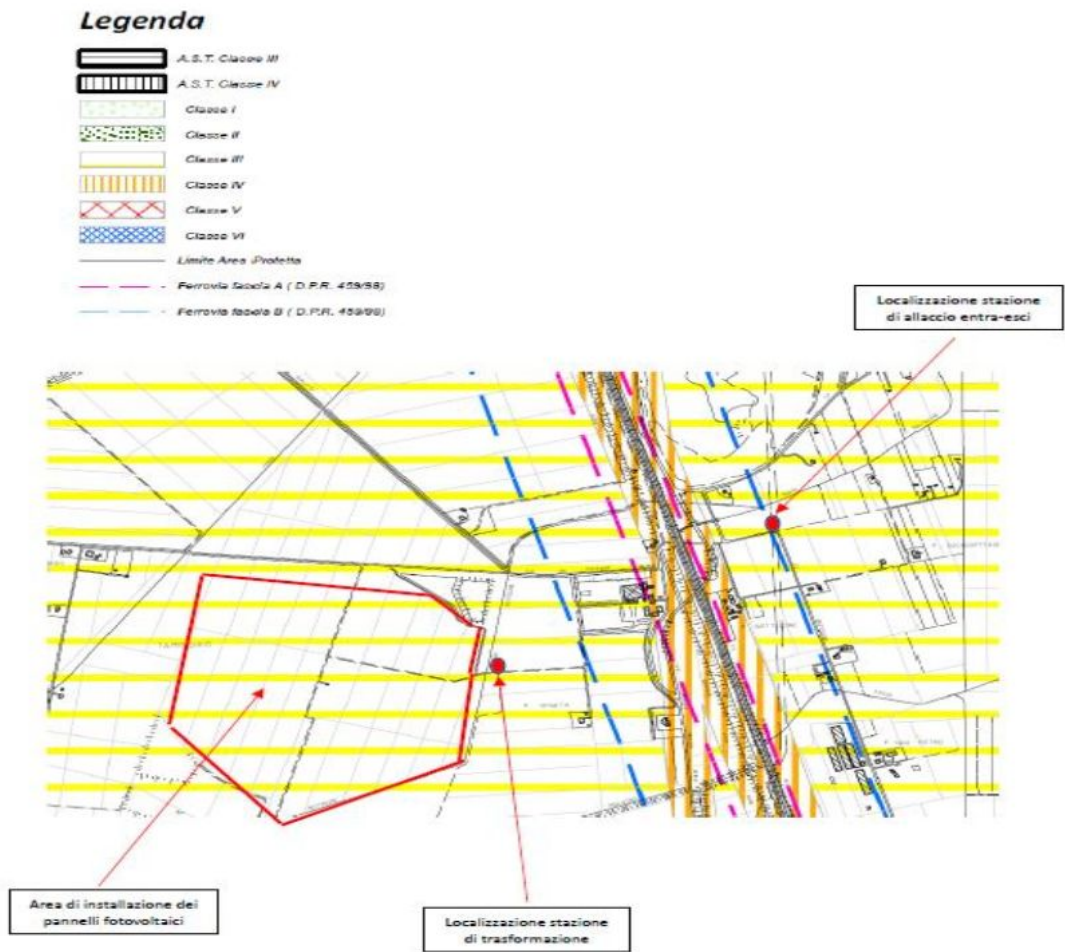 Legenda
A.S.T. Classe III
A.S.T. Classe IV
Classe I
Classe II
Classe III
Classe IV
Classe V
Classe VI
Limite Area Protetta
Ferrovia fascia A ( D.P.R. 459/98)
Ferrovia fascia B ( D.P.R. 459/98)
Localizzazione stazione
di allaccio entra-esci
Area di installazione dei
pannelli fotovoltaici
Localizzazione stazione
di trasformazione